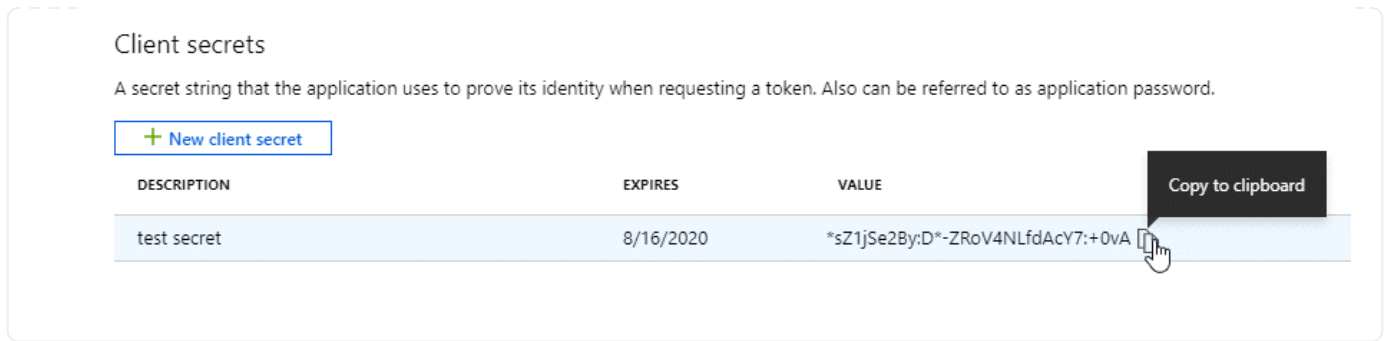 Client secrets
A secret string that the application uses to prove its identity when requesting a token. Also can be referred to as application password.
+ New client secret
DESCRIPTION EXPIRES VALUE
Copy to clipboard
test secret 8/16/2020 *sZ1jSe2By:D*-ZRoV4NLfdAcY7:+0vA